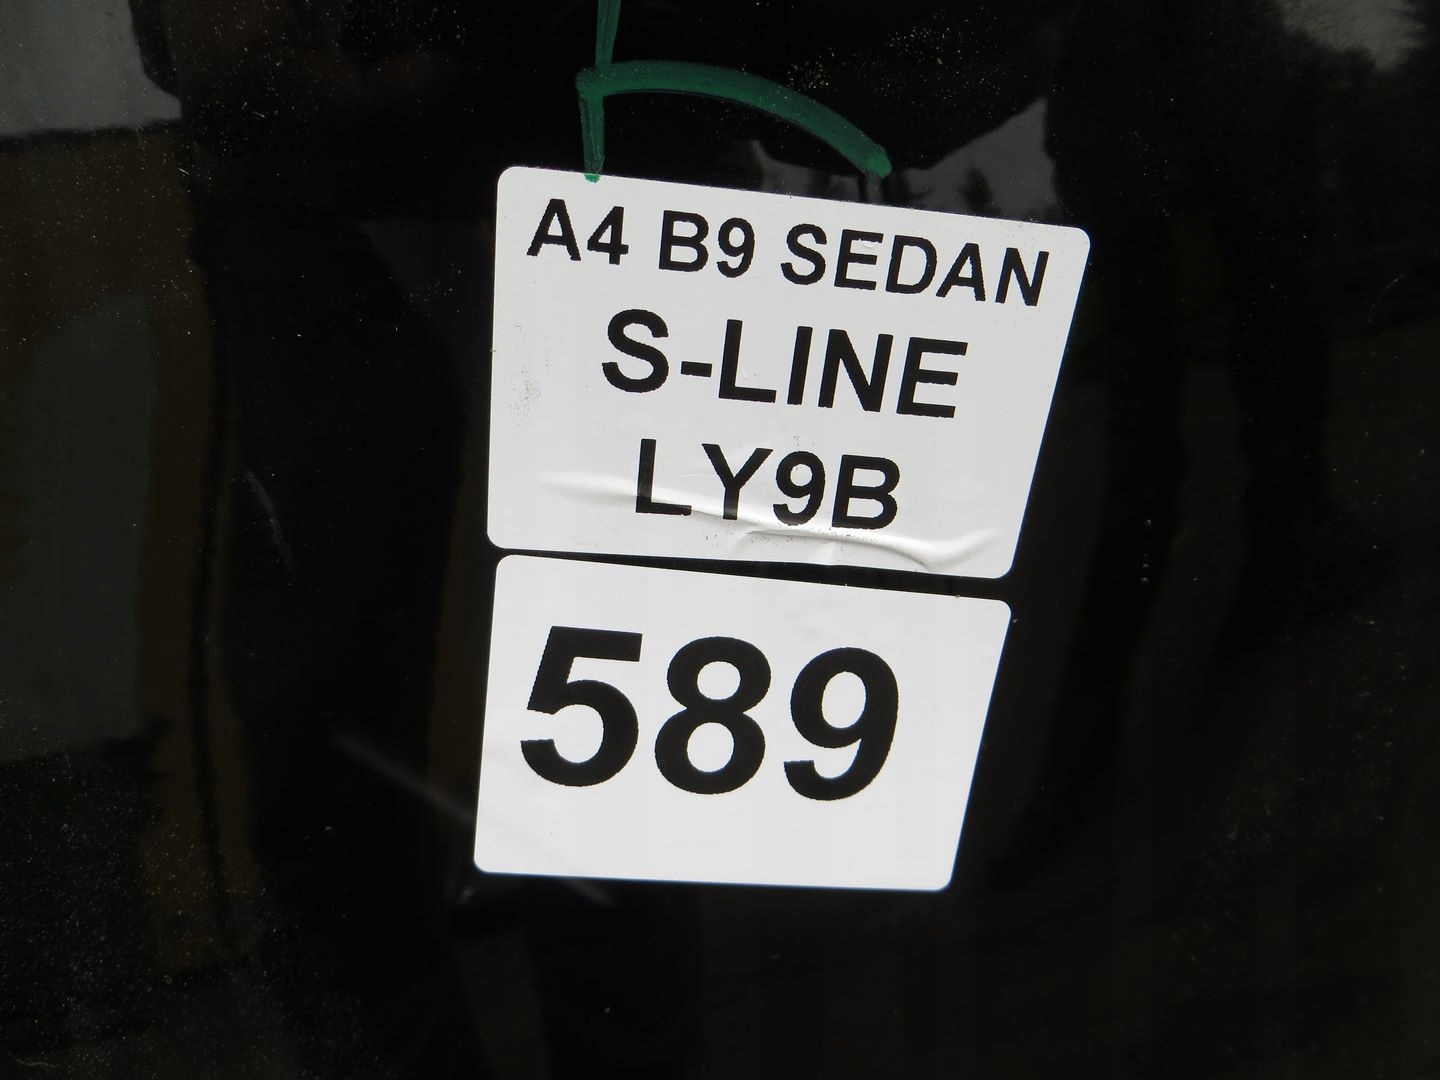 A4 B9 SEDAN
S-LINE
LY9B
589